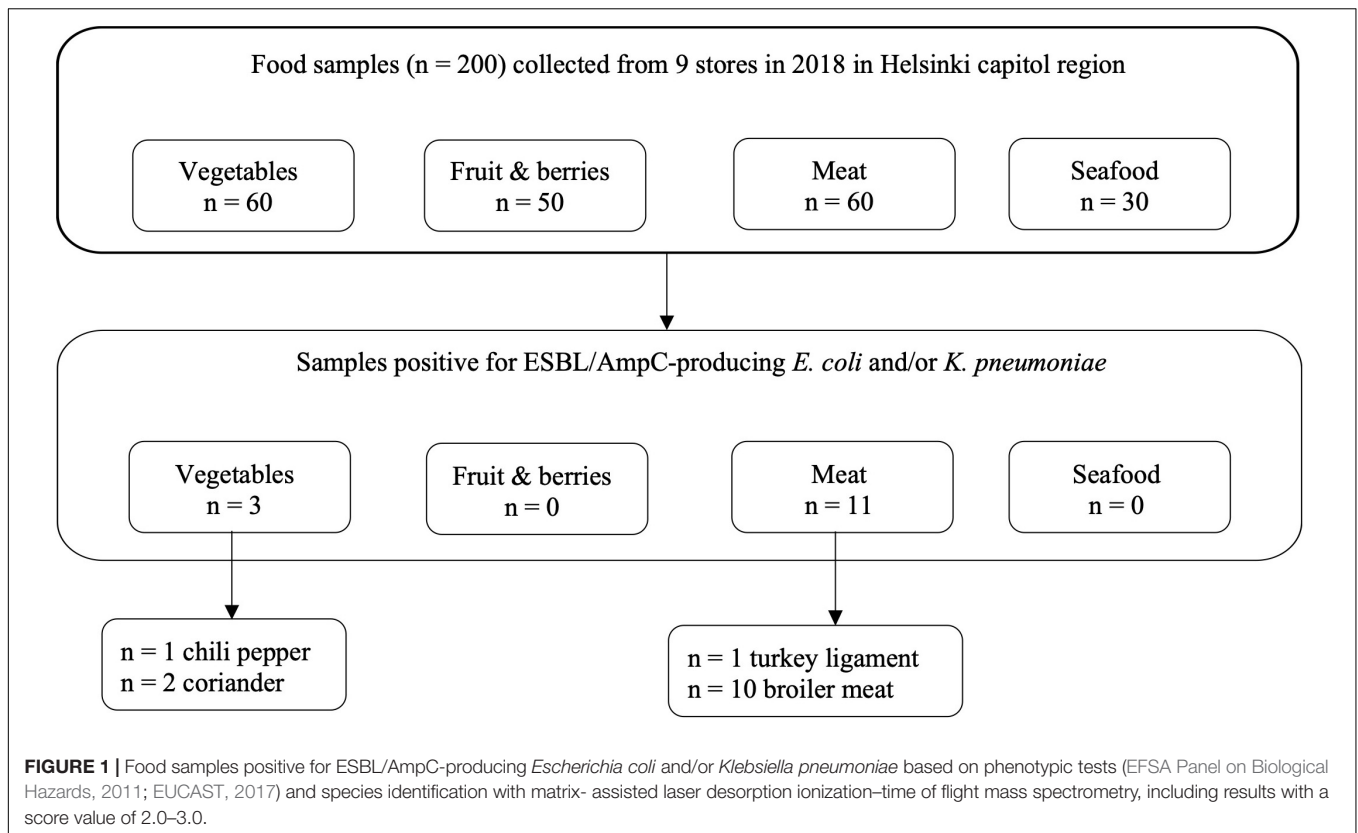 Food samples (n = 200) collected from 9 stores in 2018 in Helsinki capitol region
Vegetables
n = 60
Fruit & berries
n = 50
Meat
n = 60
Seafood
n = 30
Samples positive for ESBL/AmpC-producing E. coli and/or K. pneumoniae
Vegetables
n = 3
Fruit & berries
n = 0
Meat
n = 11
Seafood
n = 0
n = 1 chili pepper
n = 2 coriander
n = 1 turkey ligament
n = 10 broiler meat
FIGURE 1 | Food samples positive for ESBL/AmpC-producing Escherichia coli and/or Klebsiella pneumoniae based on phenotypic tests (EFSA Panel on Biological
Hazards, 2011; EUCAST, 2017) and species identification with matrix- assisted laser desorption ionization–time of flight mass spectrometry, including results with a
score value of 2.0–3.0.